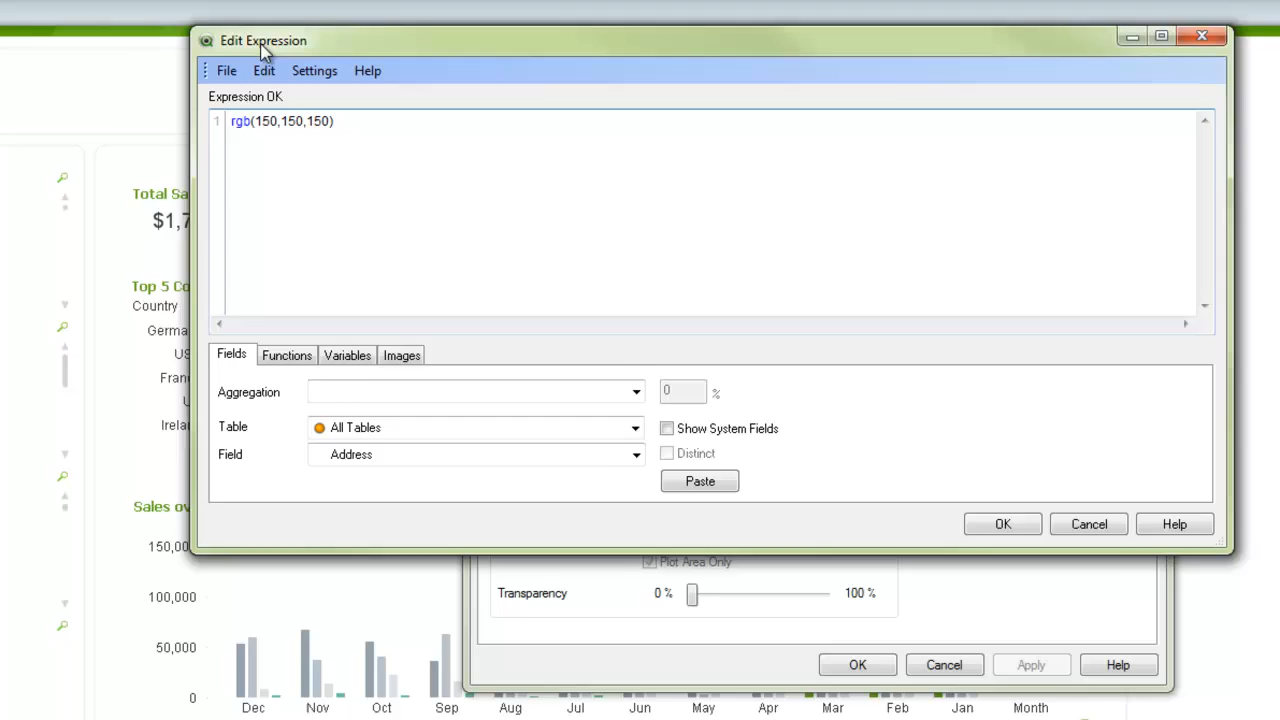 Edit Expression
File Edit Settings Help
Expression OK
1 rgb(150,150,150)
Total Sa
$1,7
Top 5 Co
Country
Germa
US
Fran
U
Irelan
Fields Functions Variables Images
Aggregation 0 %
Table All Tables Show System Fields
Field Address Distinct
Paste
OK Cancel Help
Plot Area Only
Transparency 0 % 100 %
OK Cancel Apply Help
Sales ov
150,00
100,000
50,000
0
Dec Nov Oct Sep Aug Jul Jun May Apr Mar Feb Jan Month